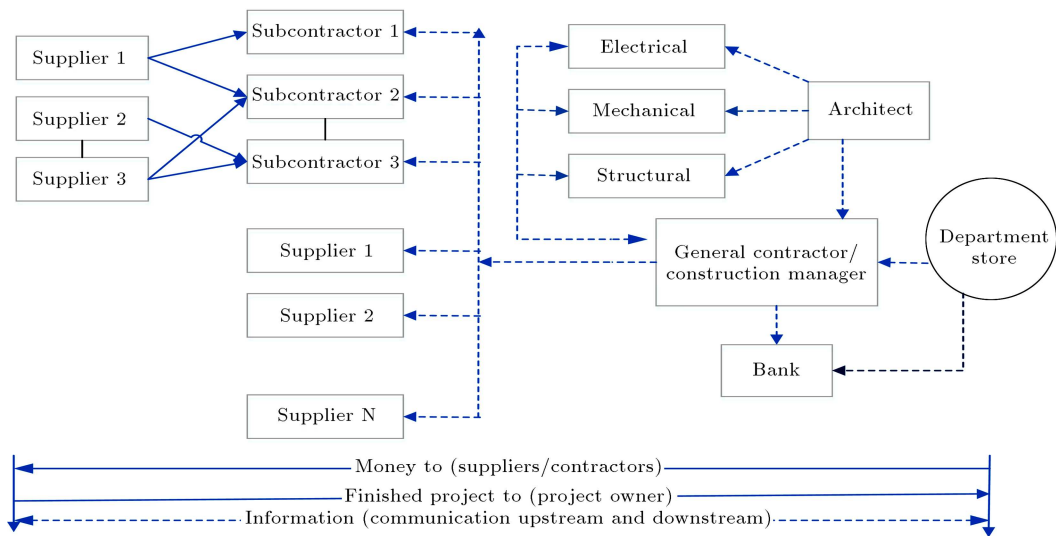 Supplier 1
Supplier 2
Supplier 3
Subcontractor 1
Subcontractor 2
Subcontractor 3
Supplier 1
Supplier 2
Supplier N
Electrical
Mechanical
Structural
Architect
General contractor/
construction manager
Department
store
Bank
Money to (suppliers/contractors)
Finished project to (project owner)
Information (communication upstream and downstream)